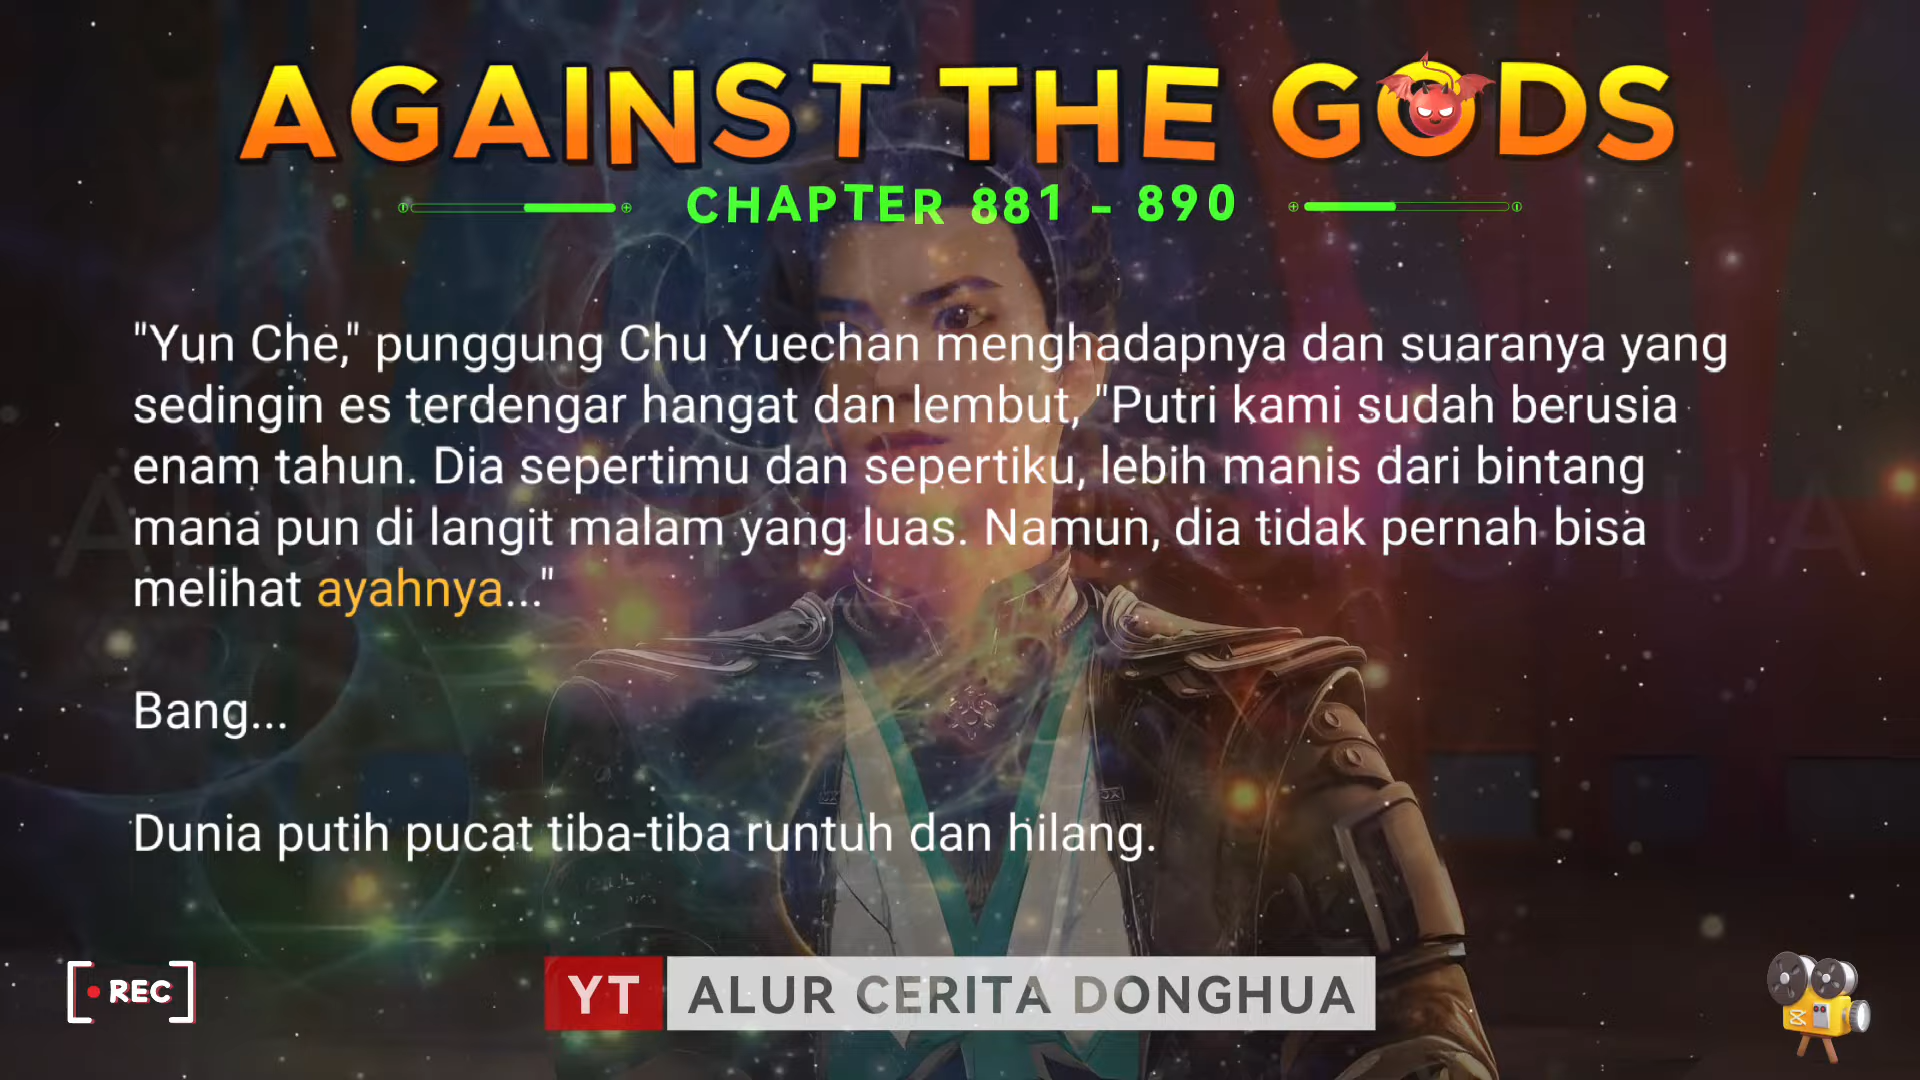 AGAINST THE GODS
CHAPTER 881 - 890
"Yun Che," punggung Chu Yuechan menghadapnya dan suaranya yang
sedingin es terdengar hangat dan lembut, "Putri kami sudah berusia
enam tahun. Dia sepertimu dan sepertiku, lebih manis dari bintang
mana pun di langit malam yang luas. Namun, dia tidak pernah bisa
melihat ayahnya..."
Bang...
Dunia putih pucat tiba-tiba runtuh dan hilang.
REC
YT ALUR CERITA DONGHUA